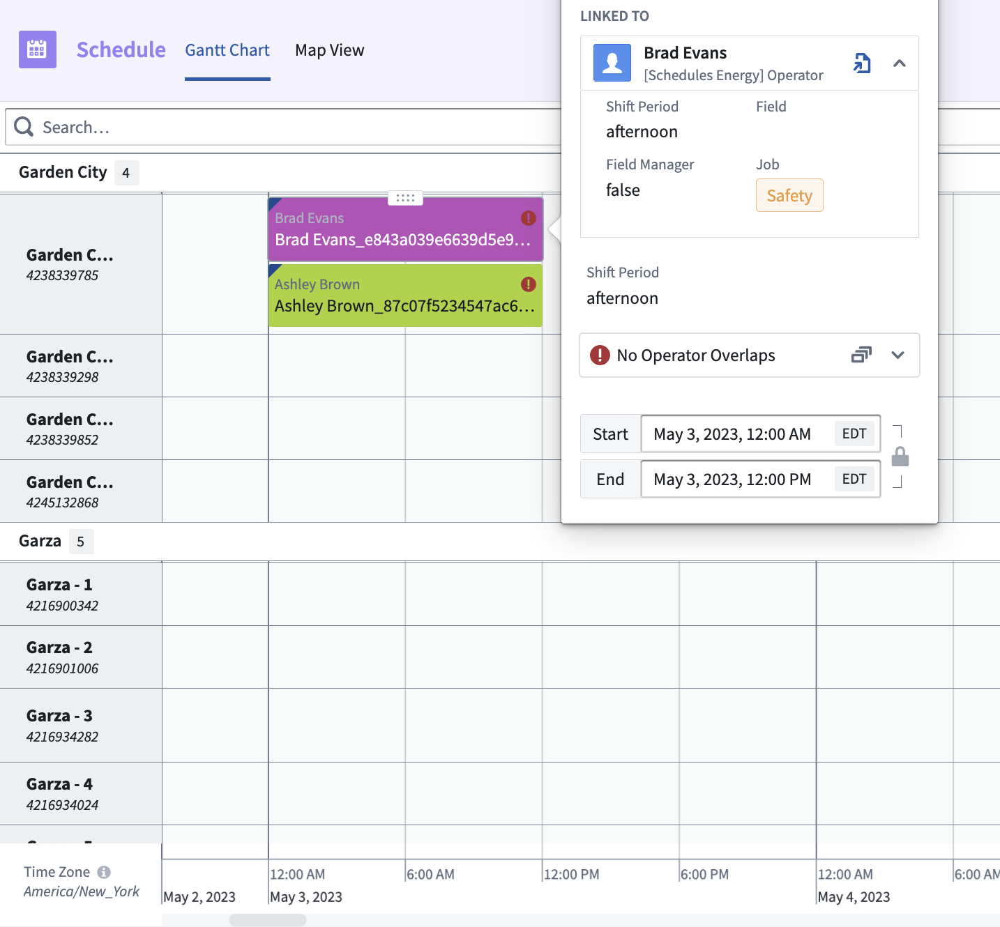 Schedule
Gantt Chart
Map View
Search...
Garden City 4
Garden C...
4238339785
Brad Evans
Brad Evans_e843a039e6639d5e9...
Ashley Brown
Ashley Brown_87c07f5234547ac6...
Garden C...
4238339298
Garden C...
4238339852
Garden C...
4245132868
Garza 5
Garza - 1
4216900342
Garza - 2
4216901006
Garza - 3
4216934282
Garza - 4
4216934024
LINKED TO
Brad Evans
[Schedules Energy] Operator
Shift Period
afternoon
Field
Field Manager
false
Job
Safety
Shift Period
afternoon
No Operator Overlaps
Start May 3, 2023, 12:00 AM EDT
End May 3, 2023, 12:00 PM EDT
Time Zone
America/New_York
12:00 AM 6:00 AM 12:00 PM 6:00 PM 12:00 AM 6:00 AM
May 2, 2023 May 3, 2023 May 4, 2023